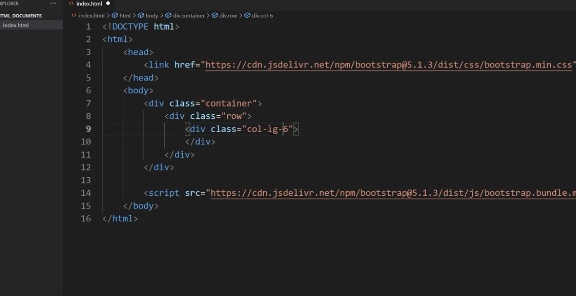 EXPLORER ···
index.html
HTML_DOCUMENTS
index.html
index.html > html > body > div.container > div.row > div.col-6
1 <!DOCTYPE html>
2 <html>
3 <head>
4 <link href="https://cdn.jsdelivr.net/npm/bootstrap@5.1.3/dist/css/bootstrap.min.css"
5 </head>
6 <body>
7 <div class="container">
8 <div class="row">
9 <div class="col-lg-6">
10 </div>
11 </div>
12 </div>
13
14 <script src="https://cdn.jsdelivr.net/npm/bootstrap@5.1.3/dist/js/bootstrap.bundle.m
15 </body>
16 </html>